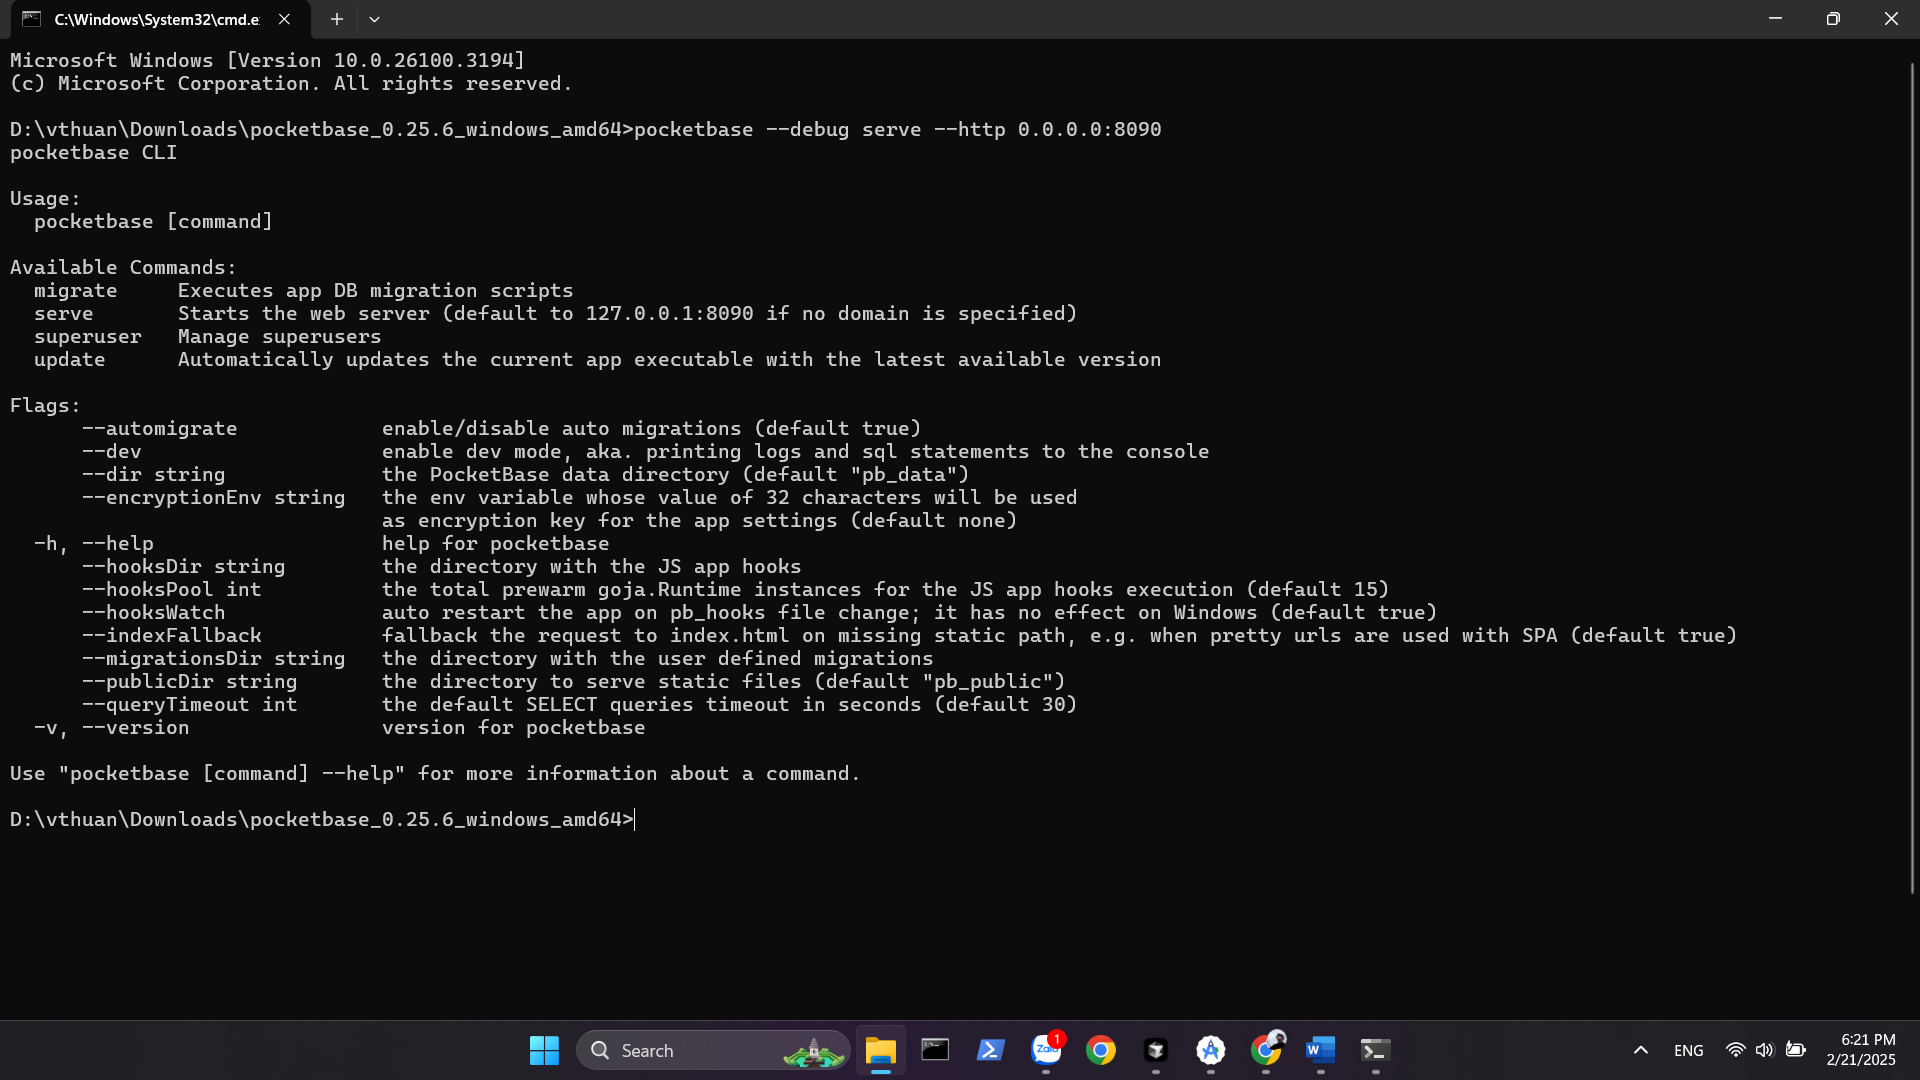 C:\Windows\System32\cmd.e
Microsoft Windows [Version 10.0.26100.3194]
(c) Microsoft Corporation. All rights reserved.
D:\vthuan\Downloads\pocketbase_0.25.6_windows_amd64>pocketbase --debug serve --http 0.0.0.0:8090
pocketbase CLI
Usage:
  pocketbase [command]
Available Commands:
  migrate     Executes app DB migration scripts
  serve       Starts the web server (default to 127.0.0.1:8090 if no domain is specified)
  superuser   Manage superusers
  update      Automatically updates the current app executable with the latest available version
Flags:
      --automigrate            enable/disable auto migrations (default true)
      --dev                    enable dev mode, aka. printing logs and sql statements to the console
      --dir string             the PocketBase data directory (default "pb_data")
      --encryptionEnv string   the env variable whose value of 32 characters will be used
                               as encryption key for the app settings (default none)
  -h, --help                   help for pocketbase
      --hooksDir string        the directory with the JS app hooks
      --hooksPool int          the total prewarm goja.Runtime instances for the JS app hooks execution (default 15)
      --hooksWatch             auto restart the app on pb_hooks file change; it has no effect on Windows (default true)
      --indexFallback          fallback the request to index.html on missing static path, e.g. when pretty urls are used with SPA (default true)
      --migrationsDir string   the directory with the user defined migrations
      --publicDir string       the directory to serve static files (default "pb_public")
      --queryTimeout int       the default SELECT queries timeout in seconds (default 30)
  -v, --version                version for pocketbase
Use "pocketbase [command] --help" for more information about a command.
D:\vthuan\Downloads\pocketbase_0.25.6_windows_amd64>
Search
Zalo
1
W
ENG
6:21 PM
2/21/2025